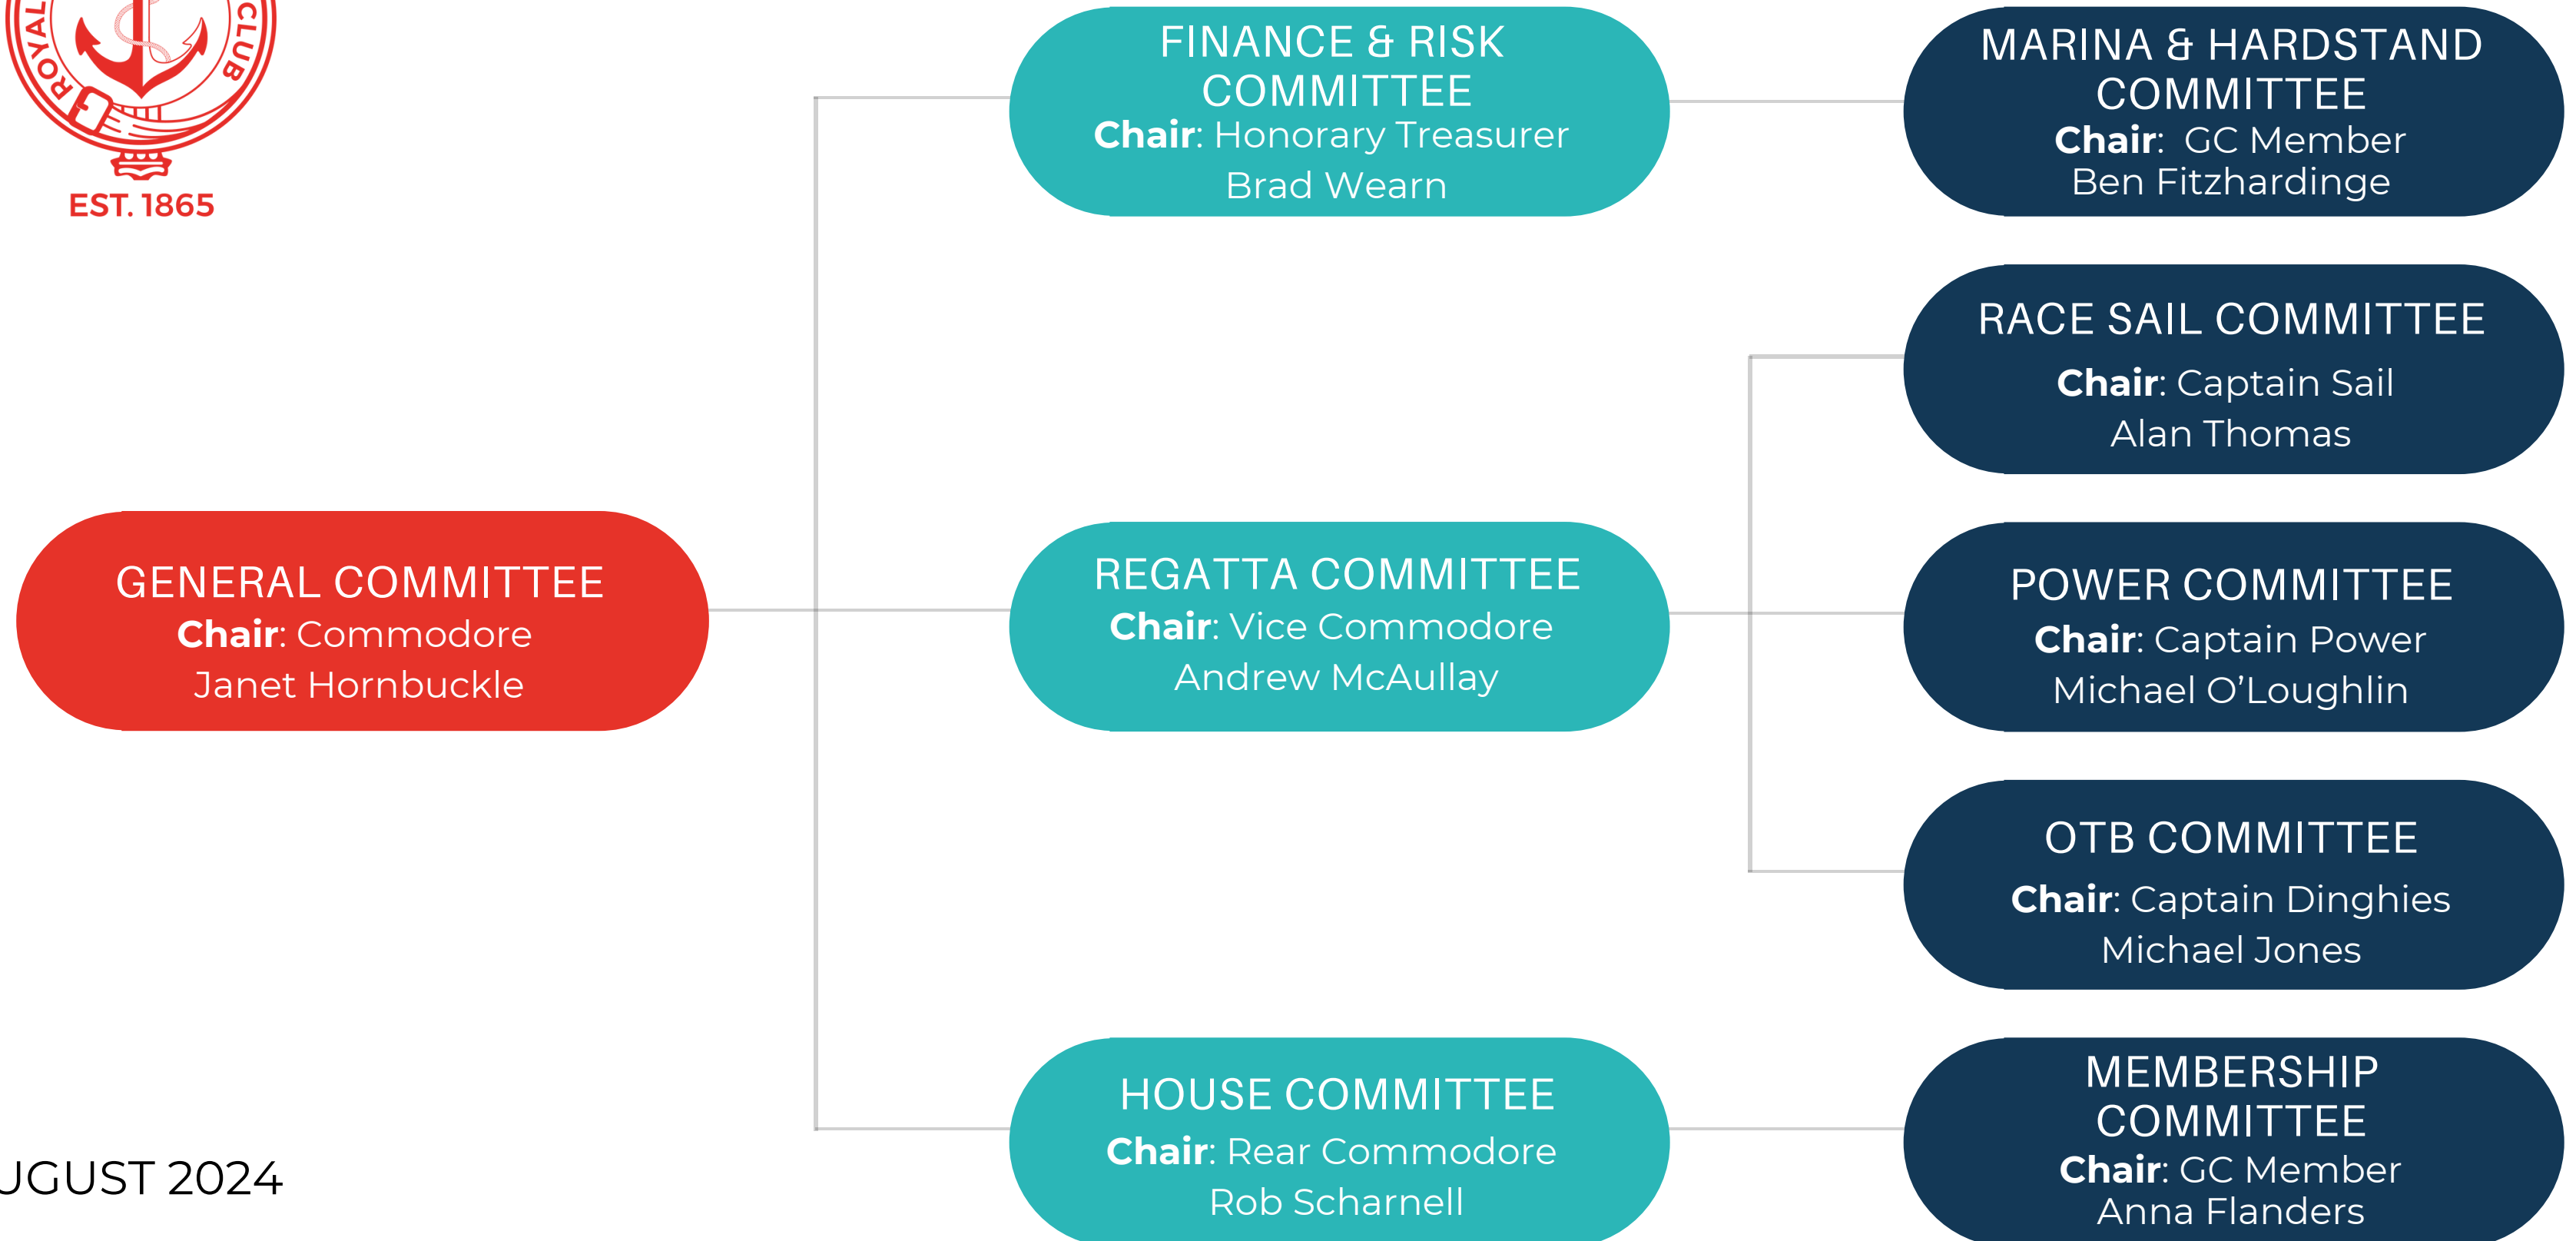 ROYAL
CLUB
EST. 1865
FINANCE & RISK
COMMITTEE
Chair: Honorary Treasurer
Brad Wearn
MARINA & HARDSTAND
COMMITTEE
Chair: GC Member
Ben Fitzhardinge
RACE SAIL COMMITTEE
Chair: Captain Sail
Alan Thomas
GENERAL COMMITTEE
Chair: Commodore
Janet Hornbuckle
REGATTA COMMITTEE
Chair: Vice Commodore
Andrew McAullay
POWER COMMITTEE
Chair: Captain Power
Michael O’Loughlin
OTB COMMITTEE
Chair: Captain Dinghies
Michael Jones
HOUSE COMMITTEE
Chair: Rear Commodore
Rob Scharnell
MEMBERSHIP
COMMITTEE
Chair: GC Member
Anna Flanders
UGUST 2024